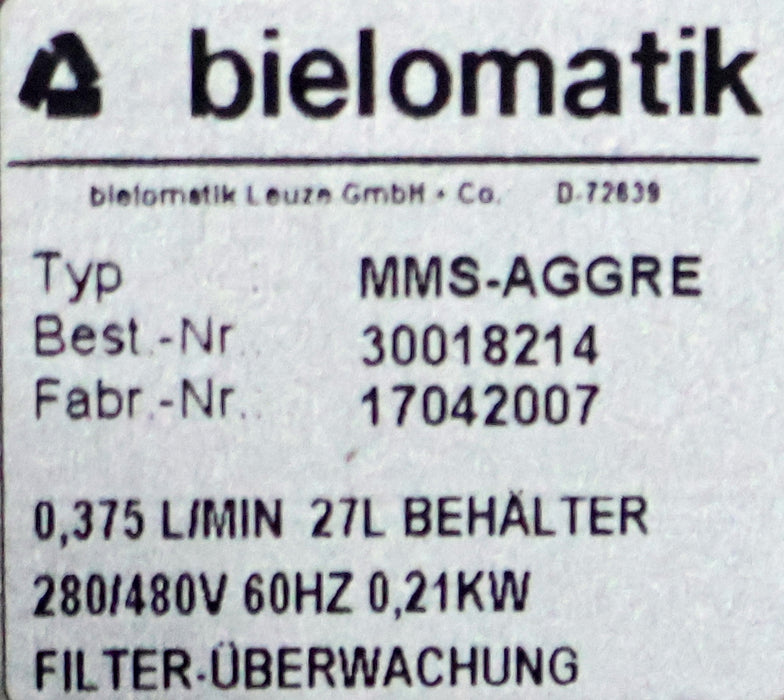 bielomatik
bielomatik Leuze GmbH + Co. D-72639
Typ : MMS-AGGRE
Best.-Nr.: 30018214
Fabr.-Nr.: 17042007
0,375 L/MIN 27L BEHÄLTER
280/480V 60HZ 0,21KW
FILTER-ÜBERWACHUNG